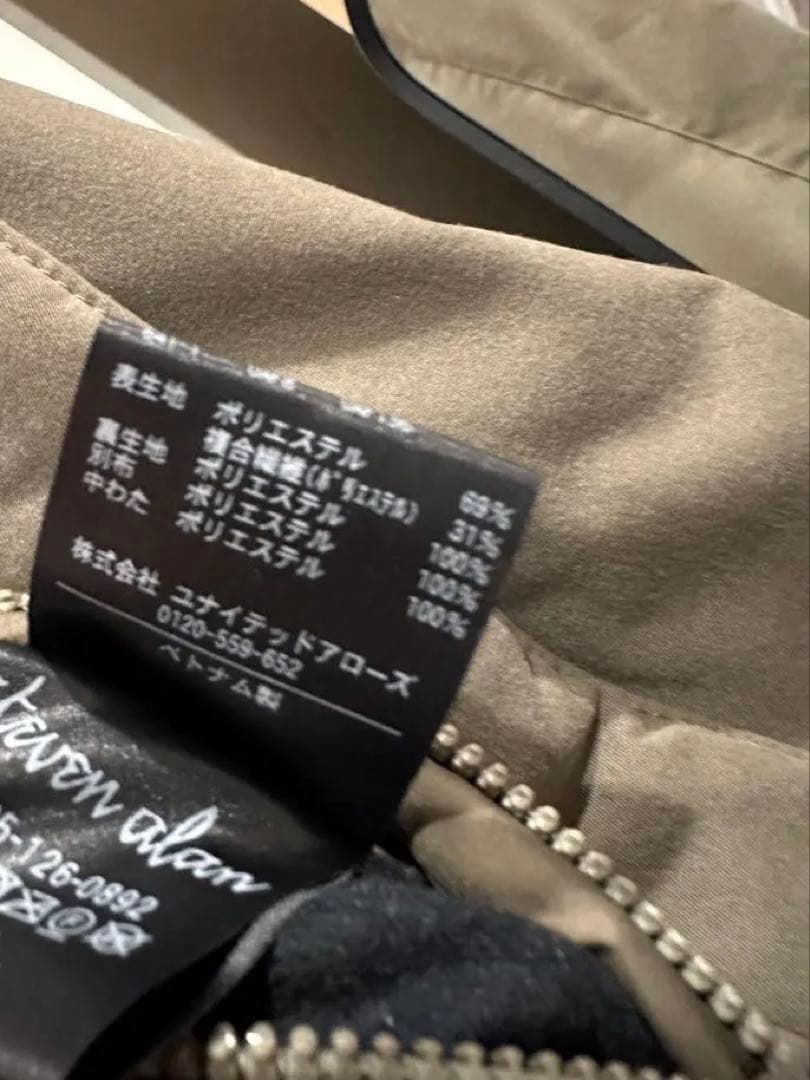 表生地 ポリエステル 69%
複合繊維(ポリエステル) 31%
裏生地 ポリエステル 100%
別布 ポリエステル 100%
中わた ポリエステル 100%
株式会社 ユナイテッドアローズ
0120-559-652
ベトナム製
steven alan
5-126-0892